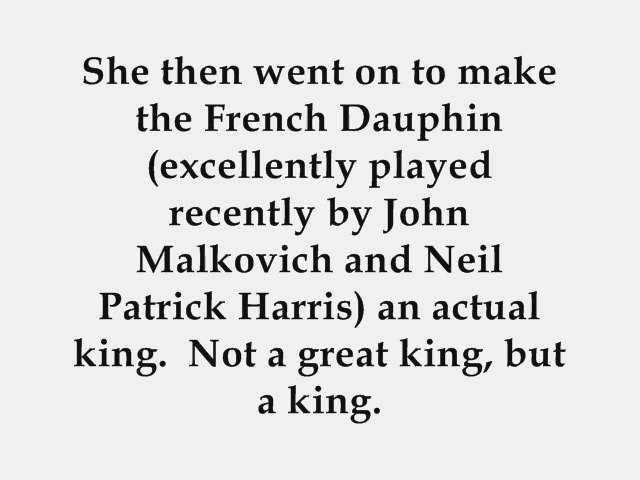 She then went on to make
the French Dauphin
(excellently played
recently by John
Malkovich and Neil
Patrick Harris) an actual
king.  Not a great king, but
a king.